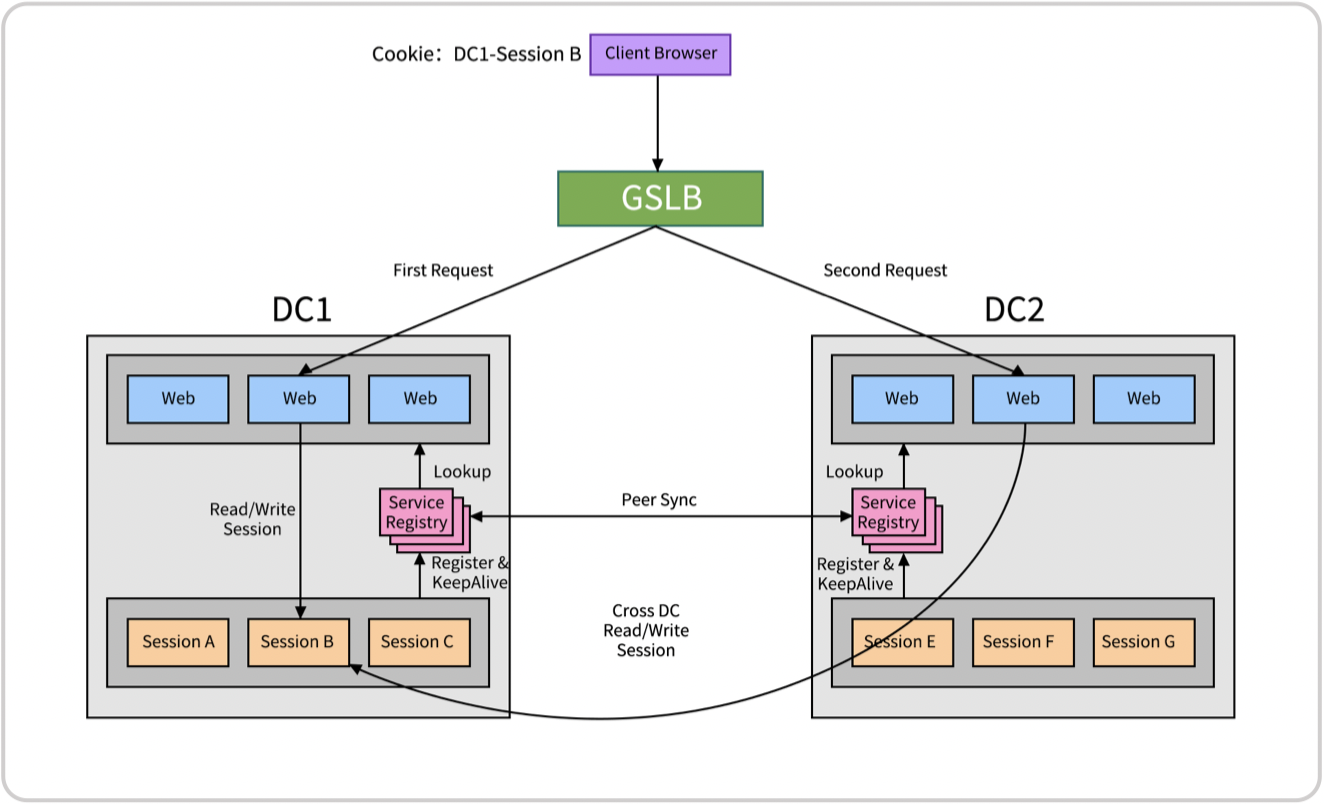 Cookie：DC1-Session B
Client Browser
GSLB
First Request
Second Request
DC1
DC2
Web
Web
Web
Web
Web
Web
Lookup
Lookup
Service
Registry
Peer Sync
Service
Registry
Read/Write
Session
Register &
KeepAlive
Register &
KeepAlive
Cross DC
Read/Write
Session
Session A
Session B
Session C
Session E
Session F
Session G